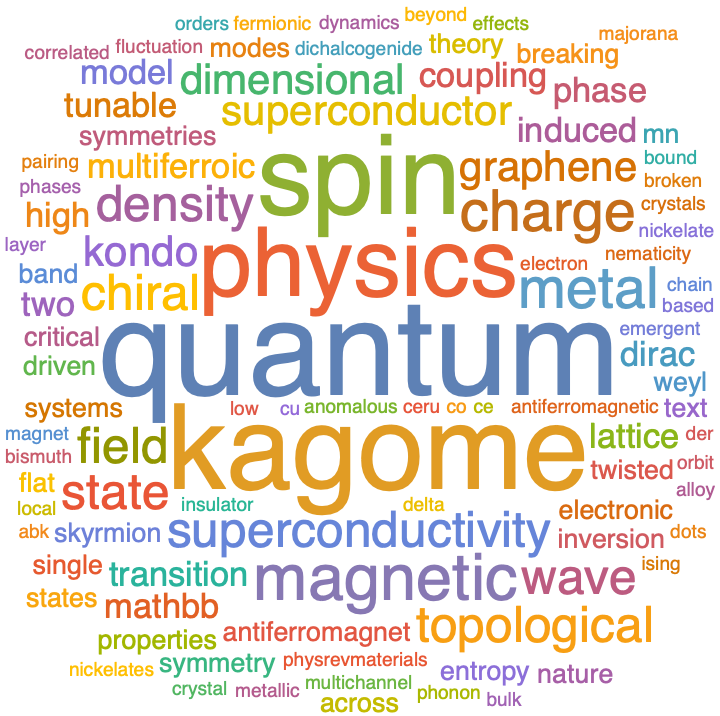 orders fermionic dynamics beyond effects majorana
correlated fluctuation modes dichalcogenide theory breaking
model dimensional coupling phase
tunable superconductor induced mn
symmetries spin bound
pairing multiferroic graphene broken
phases density charge crystals
high nickelate
layer kondo physics electron nematicity
band chiral metal chain
two based
critical quantum emergent
driven dirac
weyl
systems low cu anomalous ceru co ce antiferromagnetic text
magnet field kagome lattice der
bismuth twisted orbit
flat state alloy
local insulator delta electronic
abk skyrmion superconductivity inversion dots
single transition magnetic wave ising
states mathbb
properties antiferromagnet topological
nickelates symmetry physrevmaterials entropy nature
crystal metallic multichannel phonon bulk
across